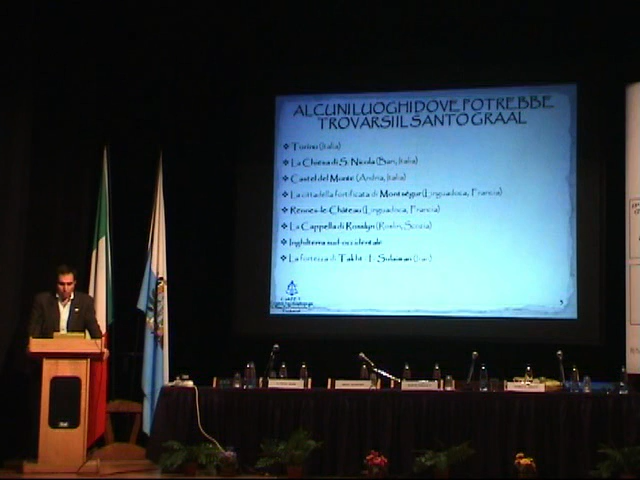 ALCUNI LUOGHI DOVE POTREBBE
TROVARSI IL SANTO GRAAL
❖ Torino (Italia)
❖ La Chiesa di S. Nicola (Bari, Italia)
❖ Castel del Monte (Andria, Italia)
❖ La cittadella fortificata di Montségur (Linguadoca, Francia)
❖ Rennes-le-Château (Linguadoca, Francia)
❖ La Cappella di Rosslyn (Roslin, Scozia)
❖ Inghilterra sud-occidentale
❖ La fortezza di Takht-I-Sulaiman (Iran)